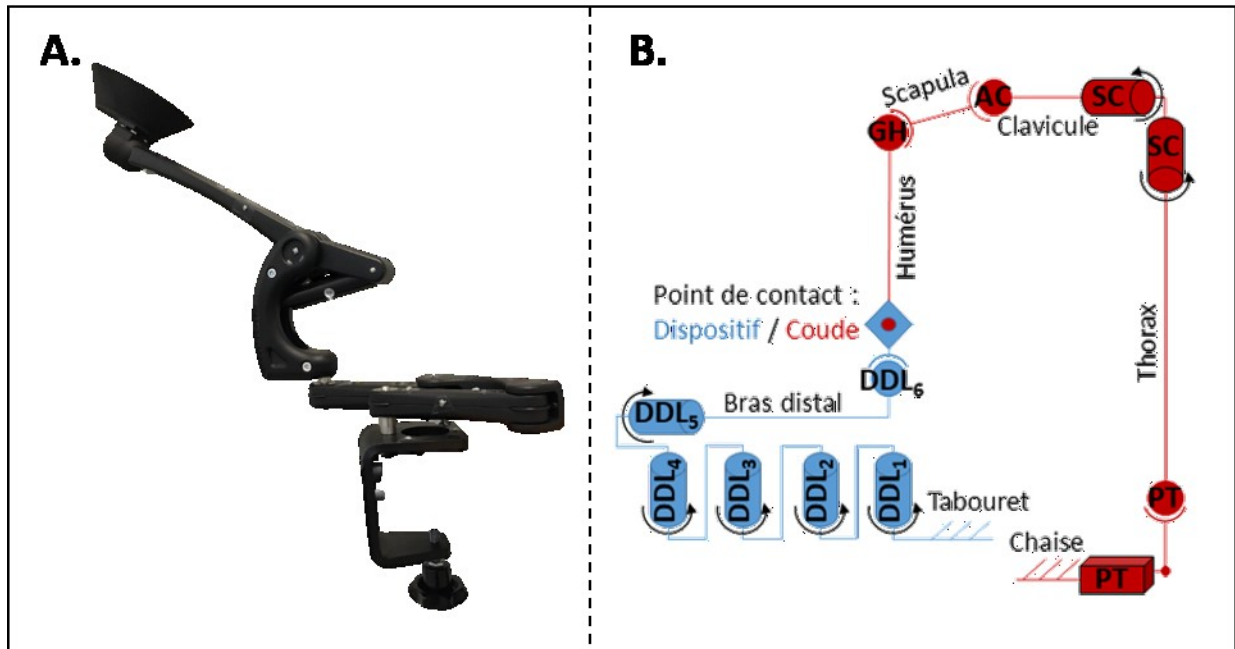 A.
B.
Scapula
AC
SC
GH
Clavicule
SC
Humérus
Point de contact :
Dispositif / Coude
Thorax
DDL6
Bras distal
DDL5
DDL4
DDL3
DDL2
DDL1
PT
Tabouret
Chaise
PT